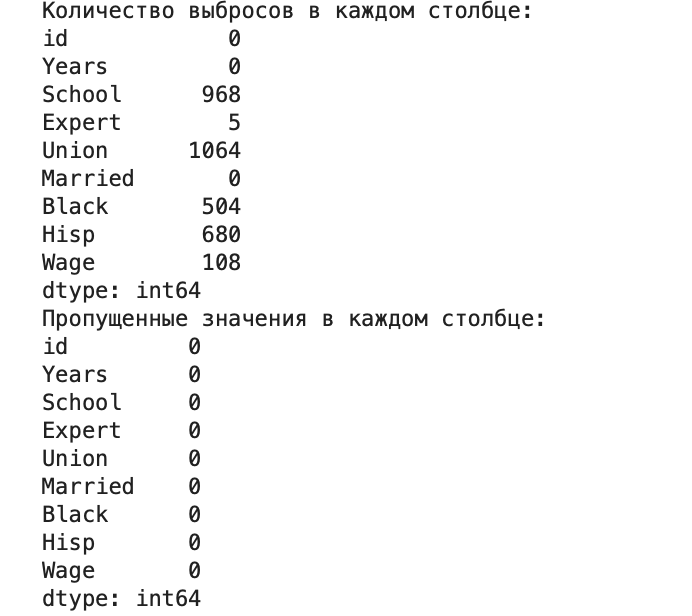 Количество выбросов в каждом столбце:
id 0
Years 0
School 968
Expert 5
Union 1064
Married 0
Black 504
Hisp 680
Wage 108
dtype: int64
Пропущенные значения в каждом столбце:
id 0
Years 0
School 0
Expert 0
Union 0
Married 0
Black 0
Hisp 0
Wage 0
dtype: int64